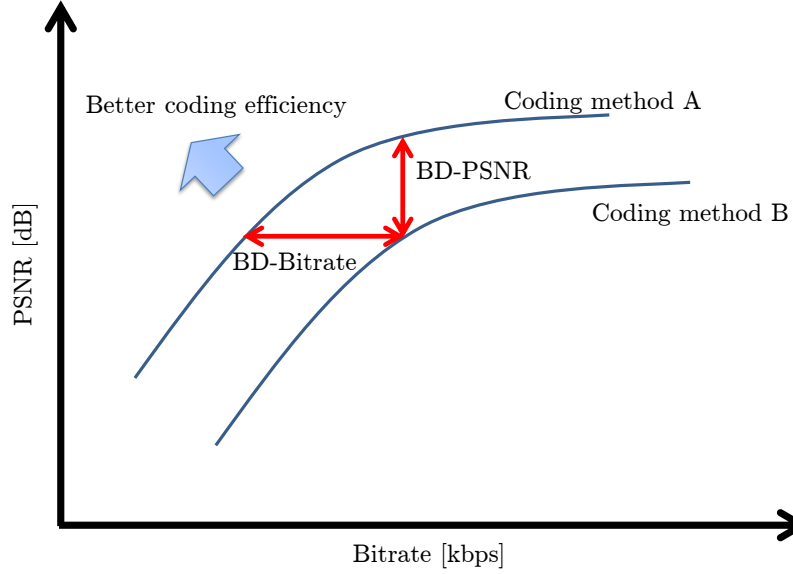 Coding method A
Better coding efficiency
BD-PSNR
Coding method B
BD-Bitrate
PSNR [dB]
Bitrate [kbps]